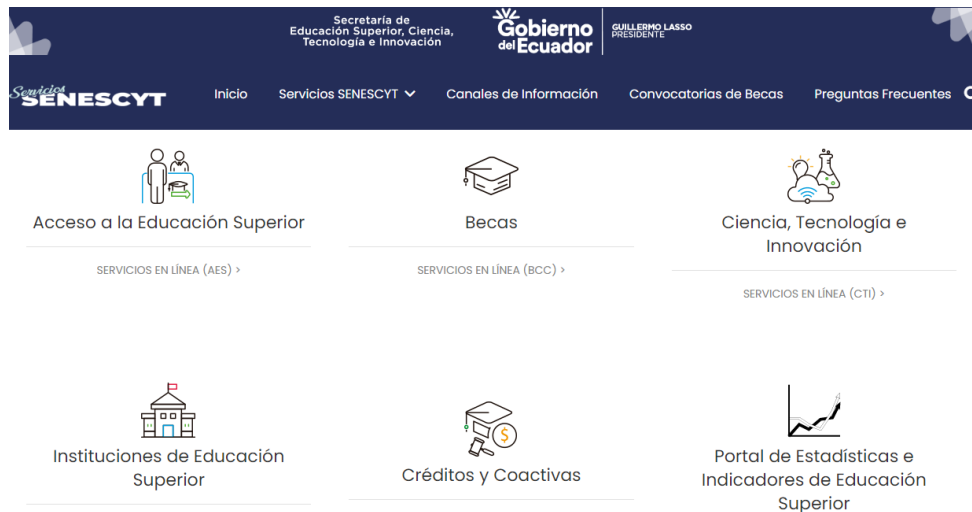 Secretaría de
Educación Superior, Ciencia,
Tecnología e Innovación
Gobierno
del Ecuador
GUILLERMO LASSO
PRESIDENTE
Servicios
SENESCYT
Inicio
Servicios SENESCYT
Canales de Información
Convocatorias de Becas
Preguntas Frecuentes
Acceso a la Educación Superior
Becas
Ciencia, Tecnología e
Innovación
SERVICIOS EN LÍNEA (AES) >
SERVICIOS EN LÍNEA (BCC) >
SERVICIOS EN LÍNEA (CTI) >
$
Instituciones de Educación
Superior
Créditos y Coactivas
Portal de Estadísticas e
Indicadores de Educación
Superior